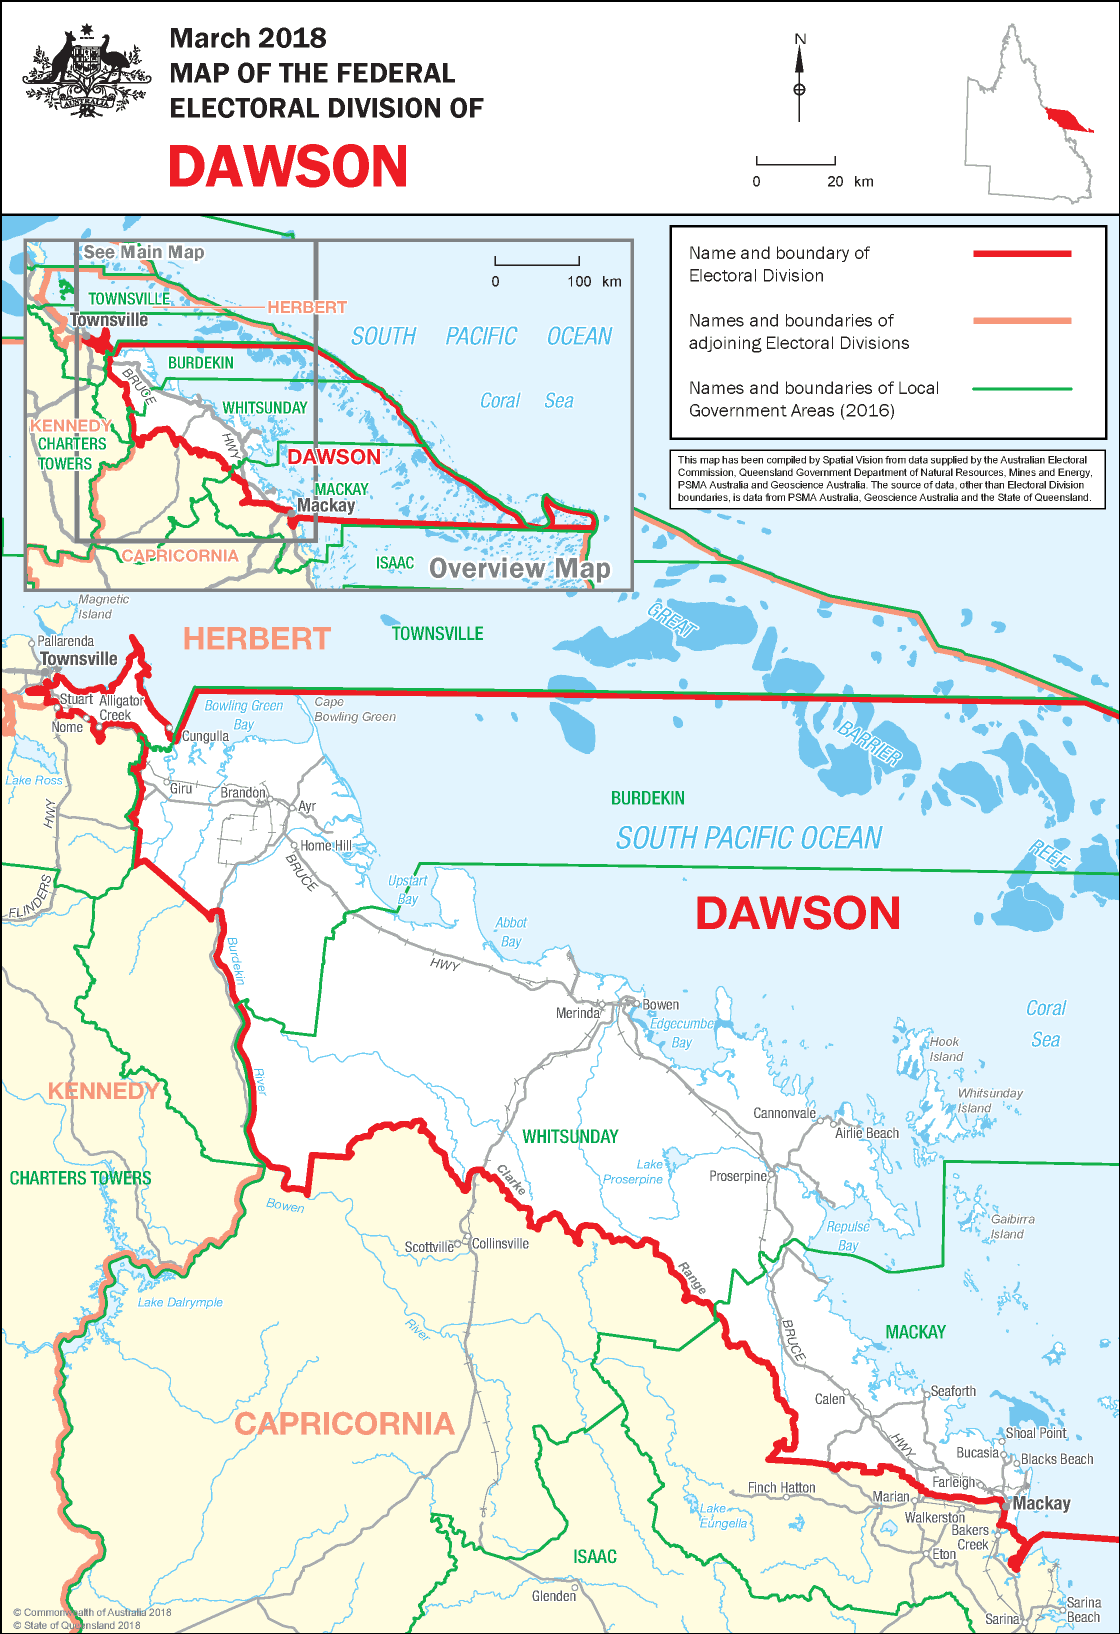 March 2018
MAP OF THE FEDERAL
ELECTORAL DIVISION OF
DAWSON
AUSTRALIA
N
0 20 km
Name and boundary of
Electoral Division
Names and boundaries of
adjoining Electoral Divisions
Names and boundaries of Local
Government Areas (2016)
This map has been compiled by Spatial Vision from data supplied by the Australian Electoral
Commission, Queensland Government Department of Natural Resources, Mines and Energy,
PSMA Australia and Geoscience Australia. The source of data, other than Electoral Division
boundaries, is data from PSMA Australia, Geoscience Australia and the State of Queensland.
See Main Map
0 100 km
TOWNSVILLE
HERBERT
Townsville
SOUTH PACIFIC OCEAN
BURDEKIN
BRUCE
Coral Sea
WHITSUNDAY
KENNEDY
CHARTERS
TOWERS
HWY
DAWSON
MACKAY
Mackay
CAPRICORNIA
ISAAC
Overview Map
Magnetic
Island
GREAT
HERBERT
TOWNSVILLE
Pallarenda
Townsville
Stuart
Alligator
Creek
Nome
Cungulla
Bowling Green
Bay
Cape
Bowling Green
BARRIER
Lake Ross
Giru
Brandon
Ayr
BURDEKIN
HWY
SOUTH PACIFIC OCEAN
Home Hill
BRUCE
REEF
FLINDERS
Upstart
Bay
DAWSON
Abbot
Bay
Burdekin
HWY
Merinda
Bowen
Edgecumbe
Bay
Coral
Sea
Hook
Island
River
KENNEDY
Whitsunday
Island
Cannonvale
Airlie Beach
WHITSUNDAY
Lake
Proserpine
Proserpine
CHARTERS TOWERS
Clarke
Bowen
Repulse
Bay
Gaibirra
Island
Scottville
Collinsville
Range
Lake Dalrymple
River
BRUCE
MACKAY
Calen
Seaforth
CAPRICORNIA
HWY
Shoal Point
Bucasia
Blacks Beach
Finch Hatton
Farleigh
Marian
Mackay
Lake
Eungella
Walkerston
Bakers
Creek
ISAAC
Eton
Glenden
Sarina
Beach
Sarina
© Commonwealth of Australia 2018
© State of Queensland 2018